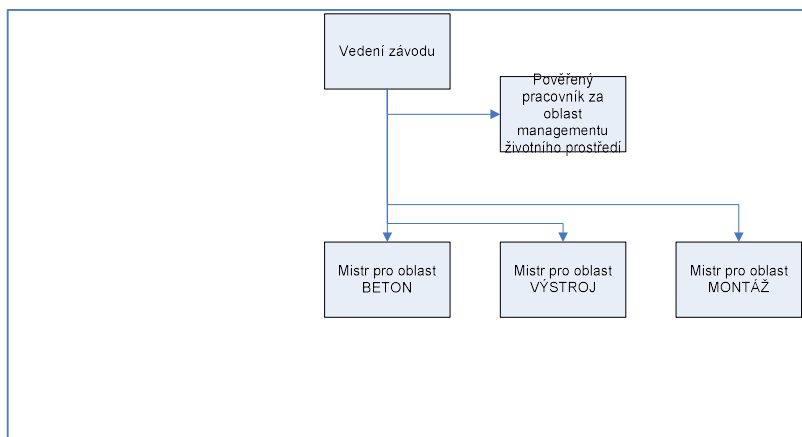 Vedení závodu
Pověřený
pracovník za
oblast
managementu
životního prostředí
Mistr pro oblast
BETON
Mistr pro oblast
VÝSTROJ
Mistr pro oblast
MONTÁŽ